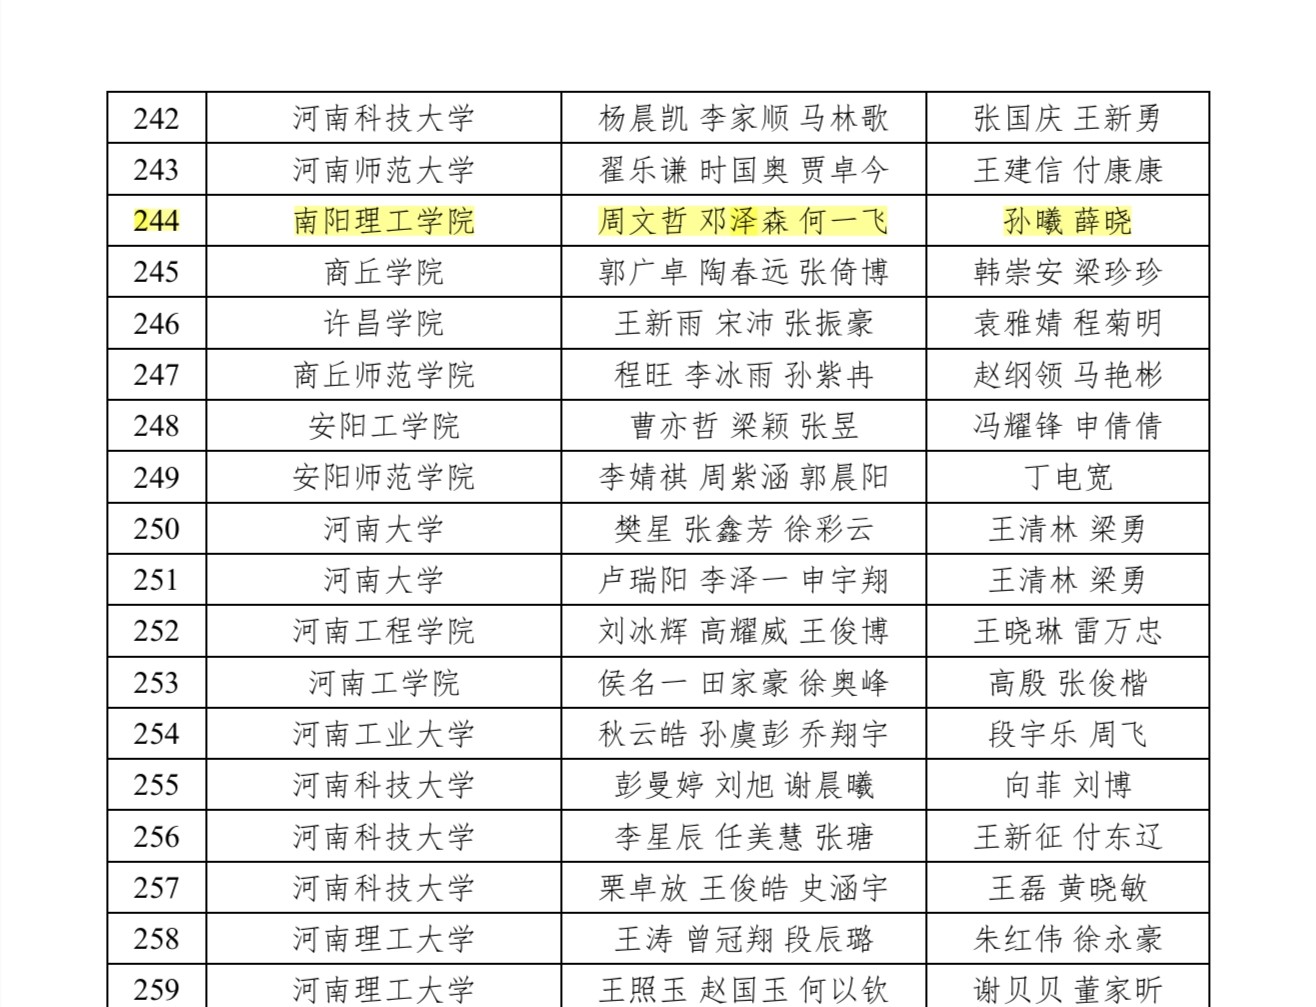 242 河南科技大学 杨晨凯 李家顺 马林歌 张国庆 王新勇
243 河南师范大学 翟乐谦 时国奥 贾卓今 王建信 付康康
244 南阳理工学院 周文哲 邓泽森 何一飞 孙曦 薛晓
245 商丘学院 郭广卓 陶春远 张倚博 韩崇安 梁珍珍
246 许昌学院 王新雨 宋沛 张振豪 袁雅婧 程菊明
247 商丘师范学院 程旺 李冰雨 孙紫冉 赵纲领 马艳彬
248 安阳工学院 曹亦哲 梁颖 张昱 冯耀锋 申倩倩
249 安阳师范学院 李婧祺 周紫涵 郭晨阳 丁电宽
250 河南大学 樊星 张鑫芳 徐彩云 王清林 梁勇
251 河南大学 卢瑞阳 李泽一 申宇翔 王清林 梁勇
252 河南工程学院 刘冰辉 高耀威 王俊博 王晓琳 雷万忠
253 河南工学院 侯名一 田家豪 徐奥峰 高殷 张俊楷
254 河南工业大学 秋云皓 孙虞彭 乔翔宇 段宇乐 周飞
255 河南科技大学 彭曼婷 刘旭 谢晨曦 向菲 刘博
256 河南科技大学 李星辰 任美慧 张瑭 王新征 付东辽
257 河南科技大学 栗卓放 王俊皓 史涵宇 王磊 黄晓敏
258 河南理工大学 王涛 曾冠翔 段辰璐 朱红伟 徐永豪
259 河南理工大学 王照玉 赵国玉 何以钦 谢贝贝 董家昕